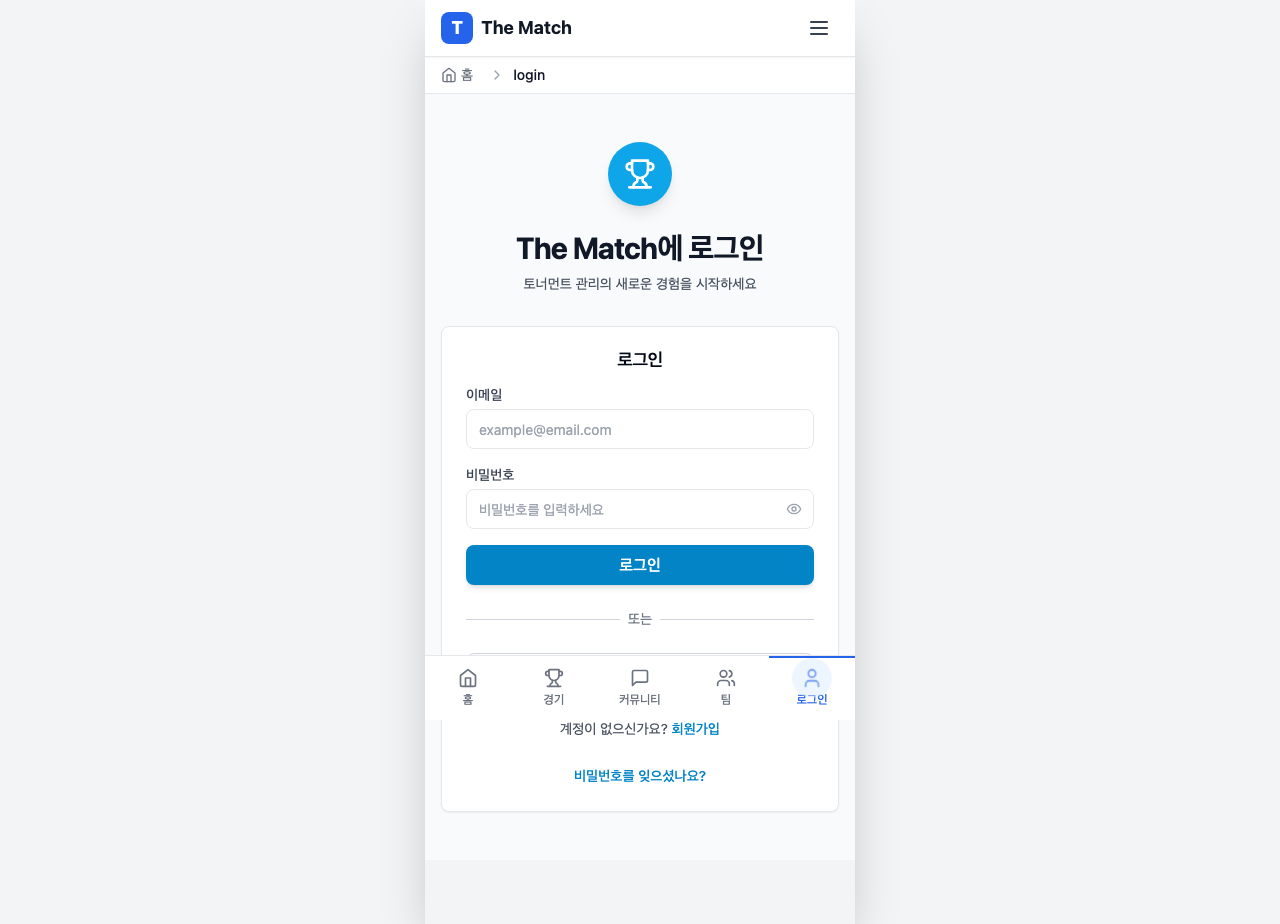 T The Match
홈 > login
The Match에 로그인
토너먼트 관리의 새로운 경험을 시작하세요
로그인
이메일
example@email.com
비밀번호
비밀번호를 입력하세요
로그인
또는
홈 경기 커뮤니티 팀 로그인
계정이 없으신가요? 회원가입
비밀번호를 잊으셨나요?